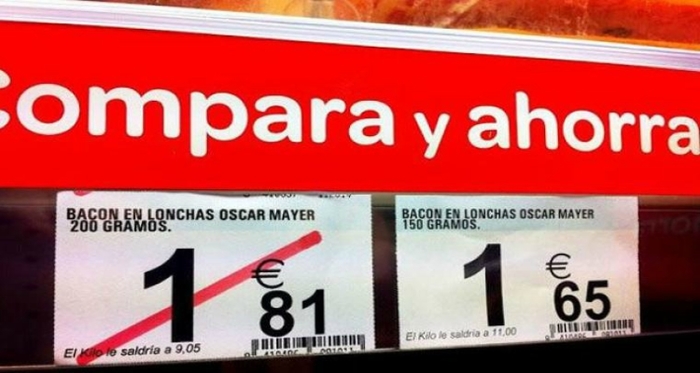 Compara y ahorra
BACON EN LONCHAS OSCAR MAYER
200 GRAMOS.
1 € 81
El Kilo le saldría a 9,05
BACON EN LONCHAS OSCAR MAYER
150 GRAMOS.
1 € 65
El Kilo le saldría a 11,00